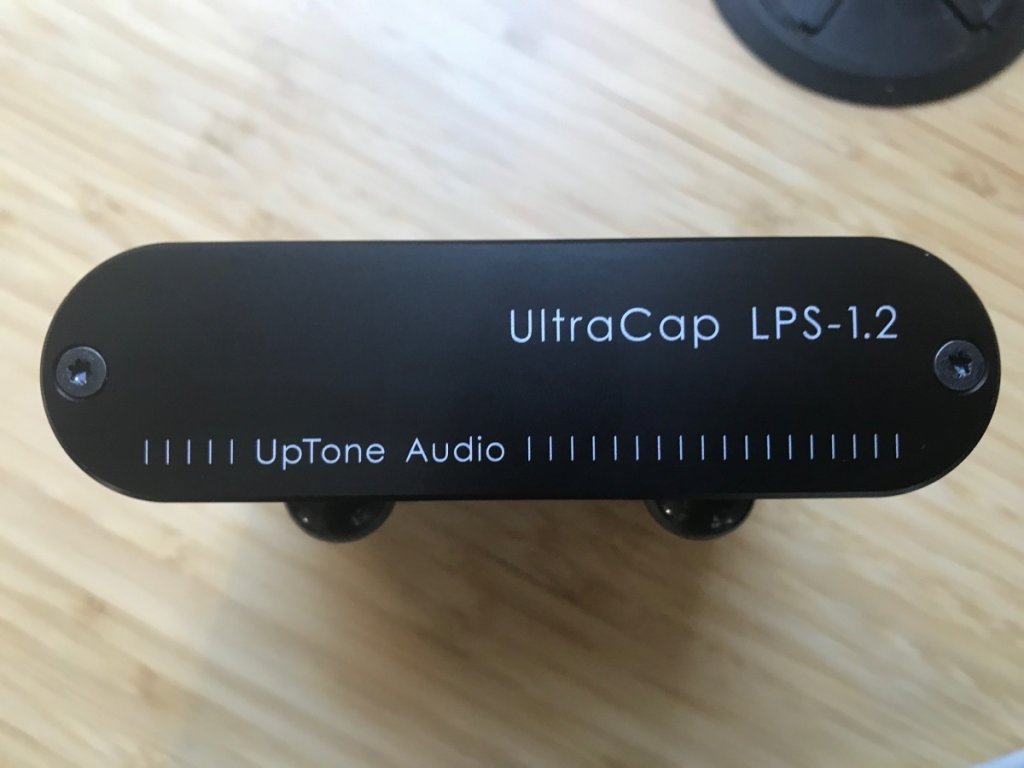 UltraCap LPS-1.2
UpTone Audio